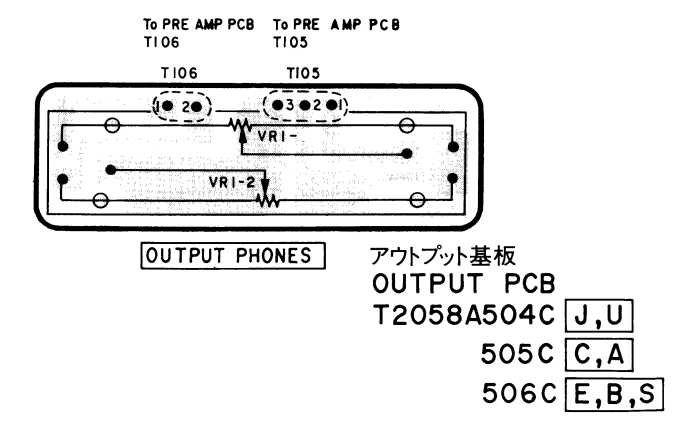 To PRE AMP PCB To PRE AMP PCB
T106 T105
T106 T105
1 2 3 2 1
VR1-
VR1-2
OUTPUT PHONES
アウトプット基板
OUTPUT PCB
T2058A504C J,U
505C C,A
506C E,B,S